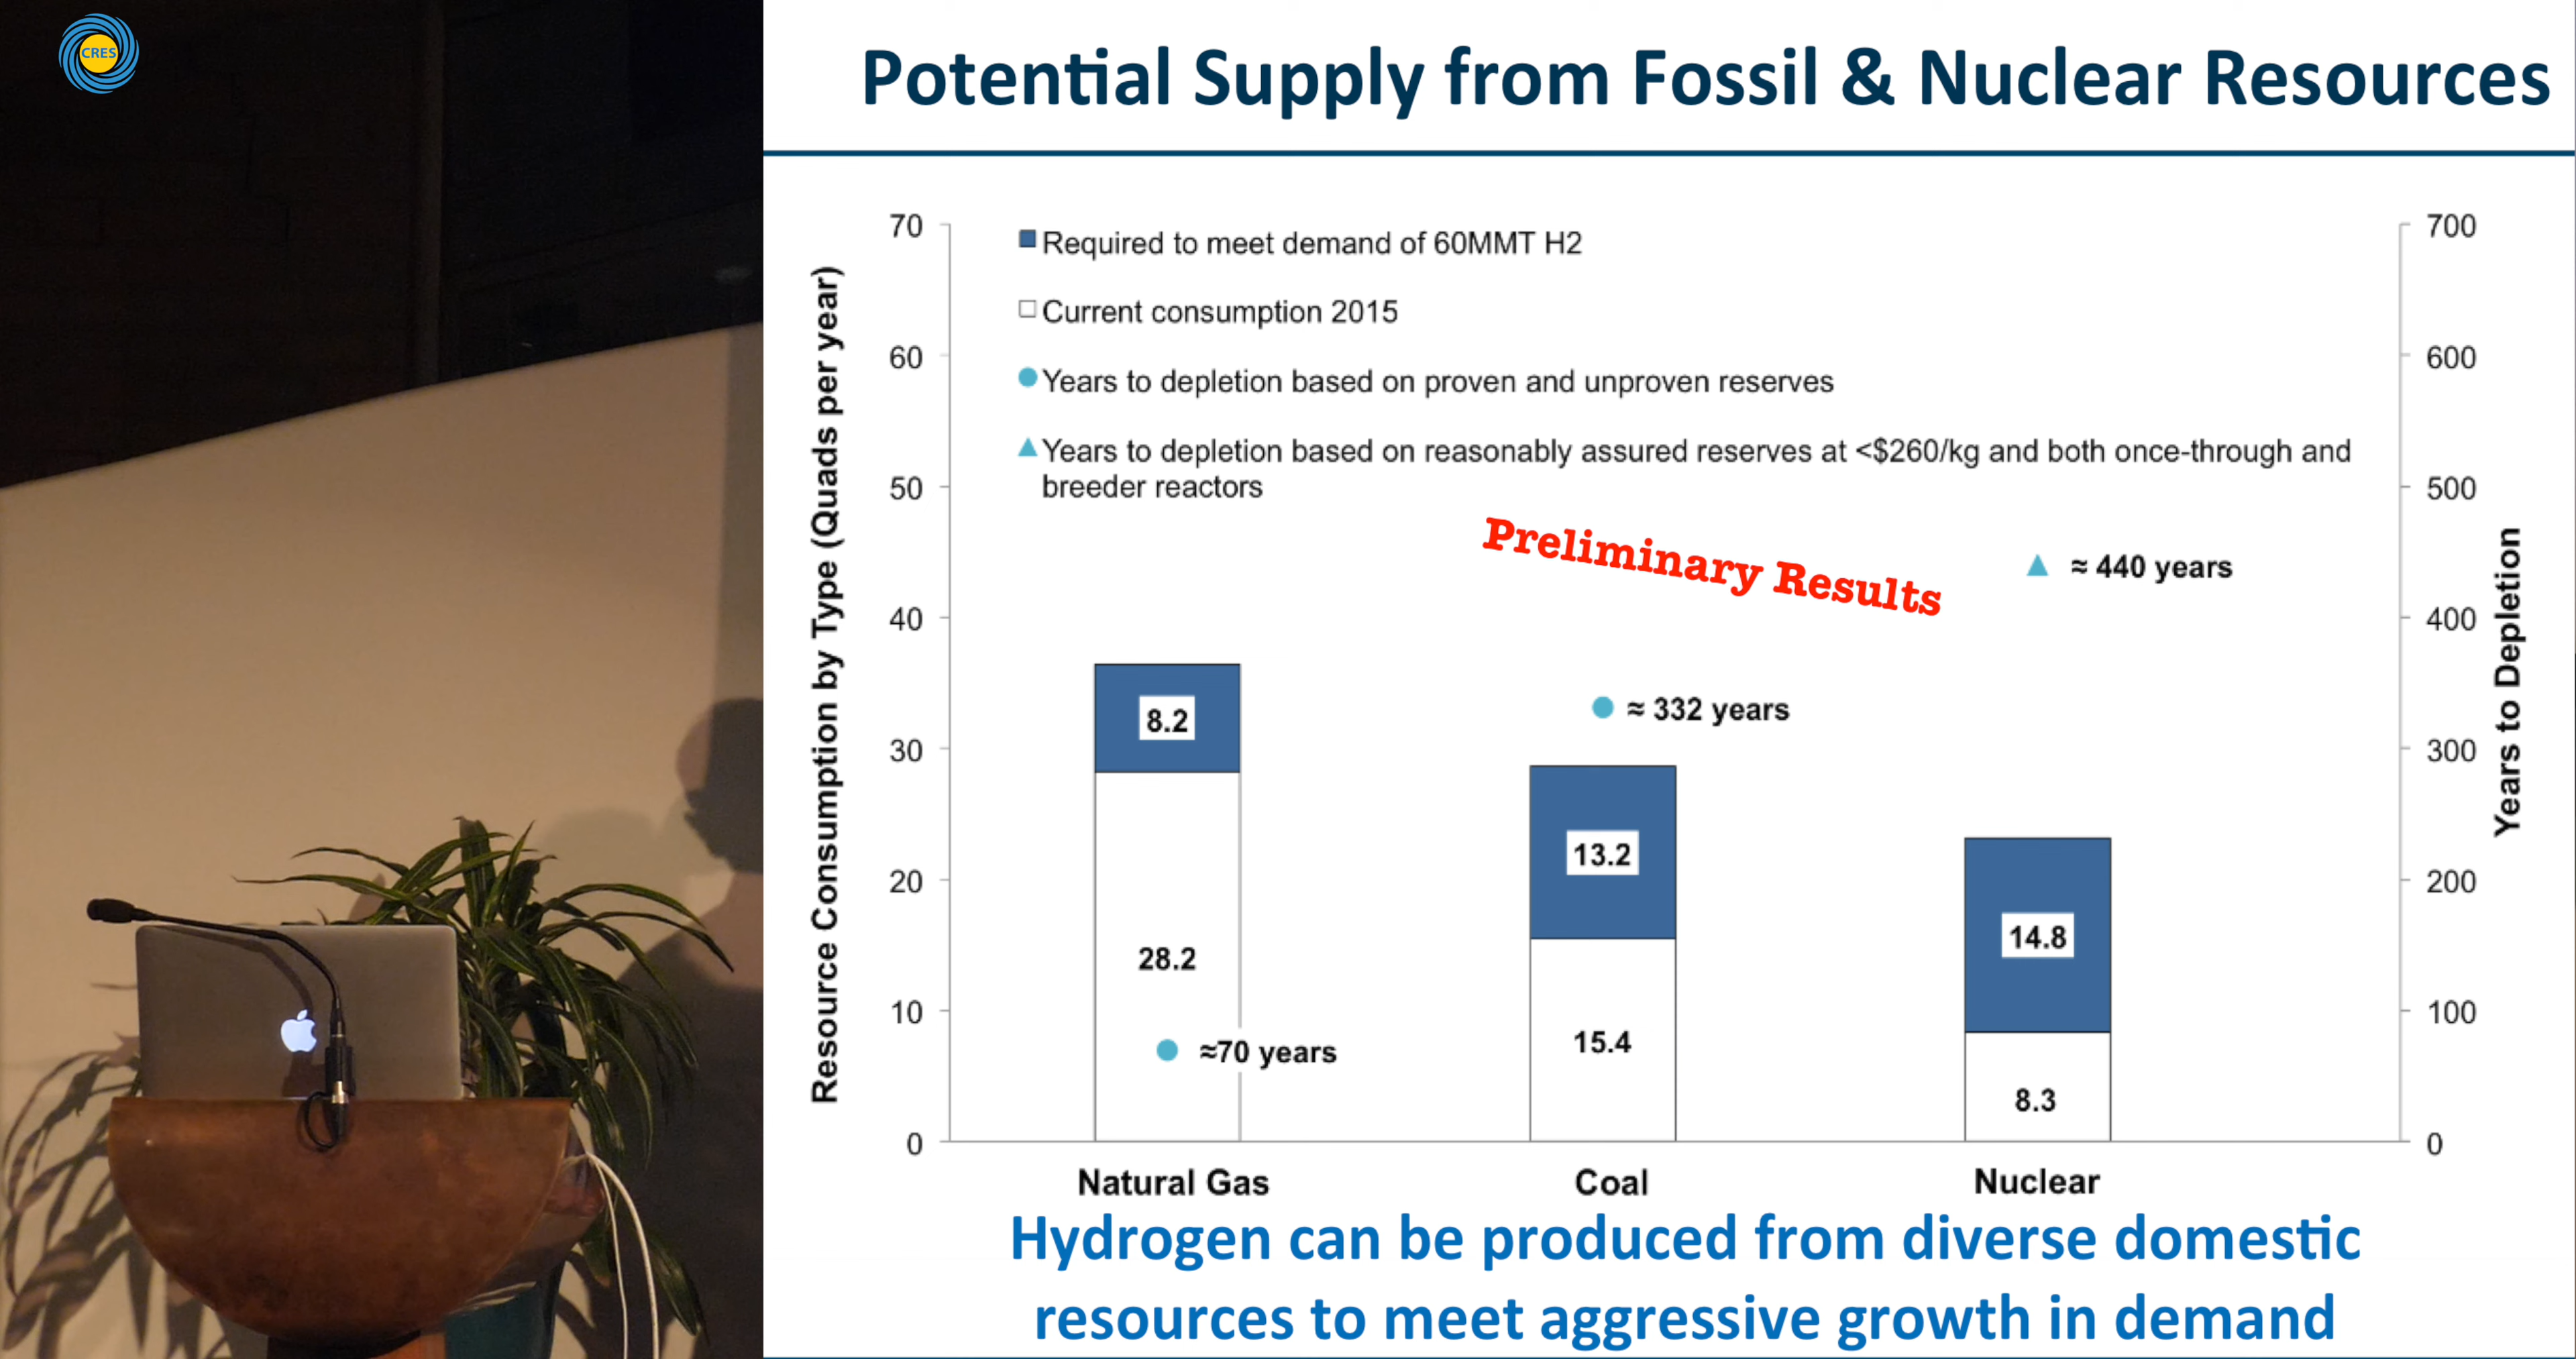 CRES
Potential Supply from Fossil & Nuclear Resources
Required to meet demand of 60MMT H2
Current consumption 2015
Years to depletion based on proven and unproven reserves
Years to depletion based on reasonably assured reserves at <$260/kg and both once-through and
breeder reactors
Preliminary Results
Resource Consumption by Type (Quads per year)
70
60
50
40
30
20
10
0
700
600
500
400
300
200
100
0
Years to Depletion
8.2
28.2
≈70 years
≈ 332 years
13.2
15.4
≈ 440 years
14.8
8.3
Natural Gas
Coal
Nuclear
Hydrogen can be produced from diverse domestic
resources to meet aggressive growth in demand